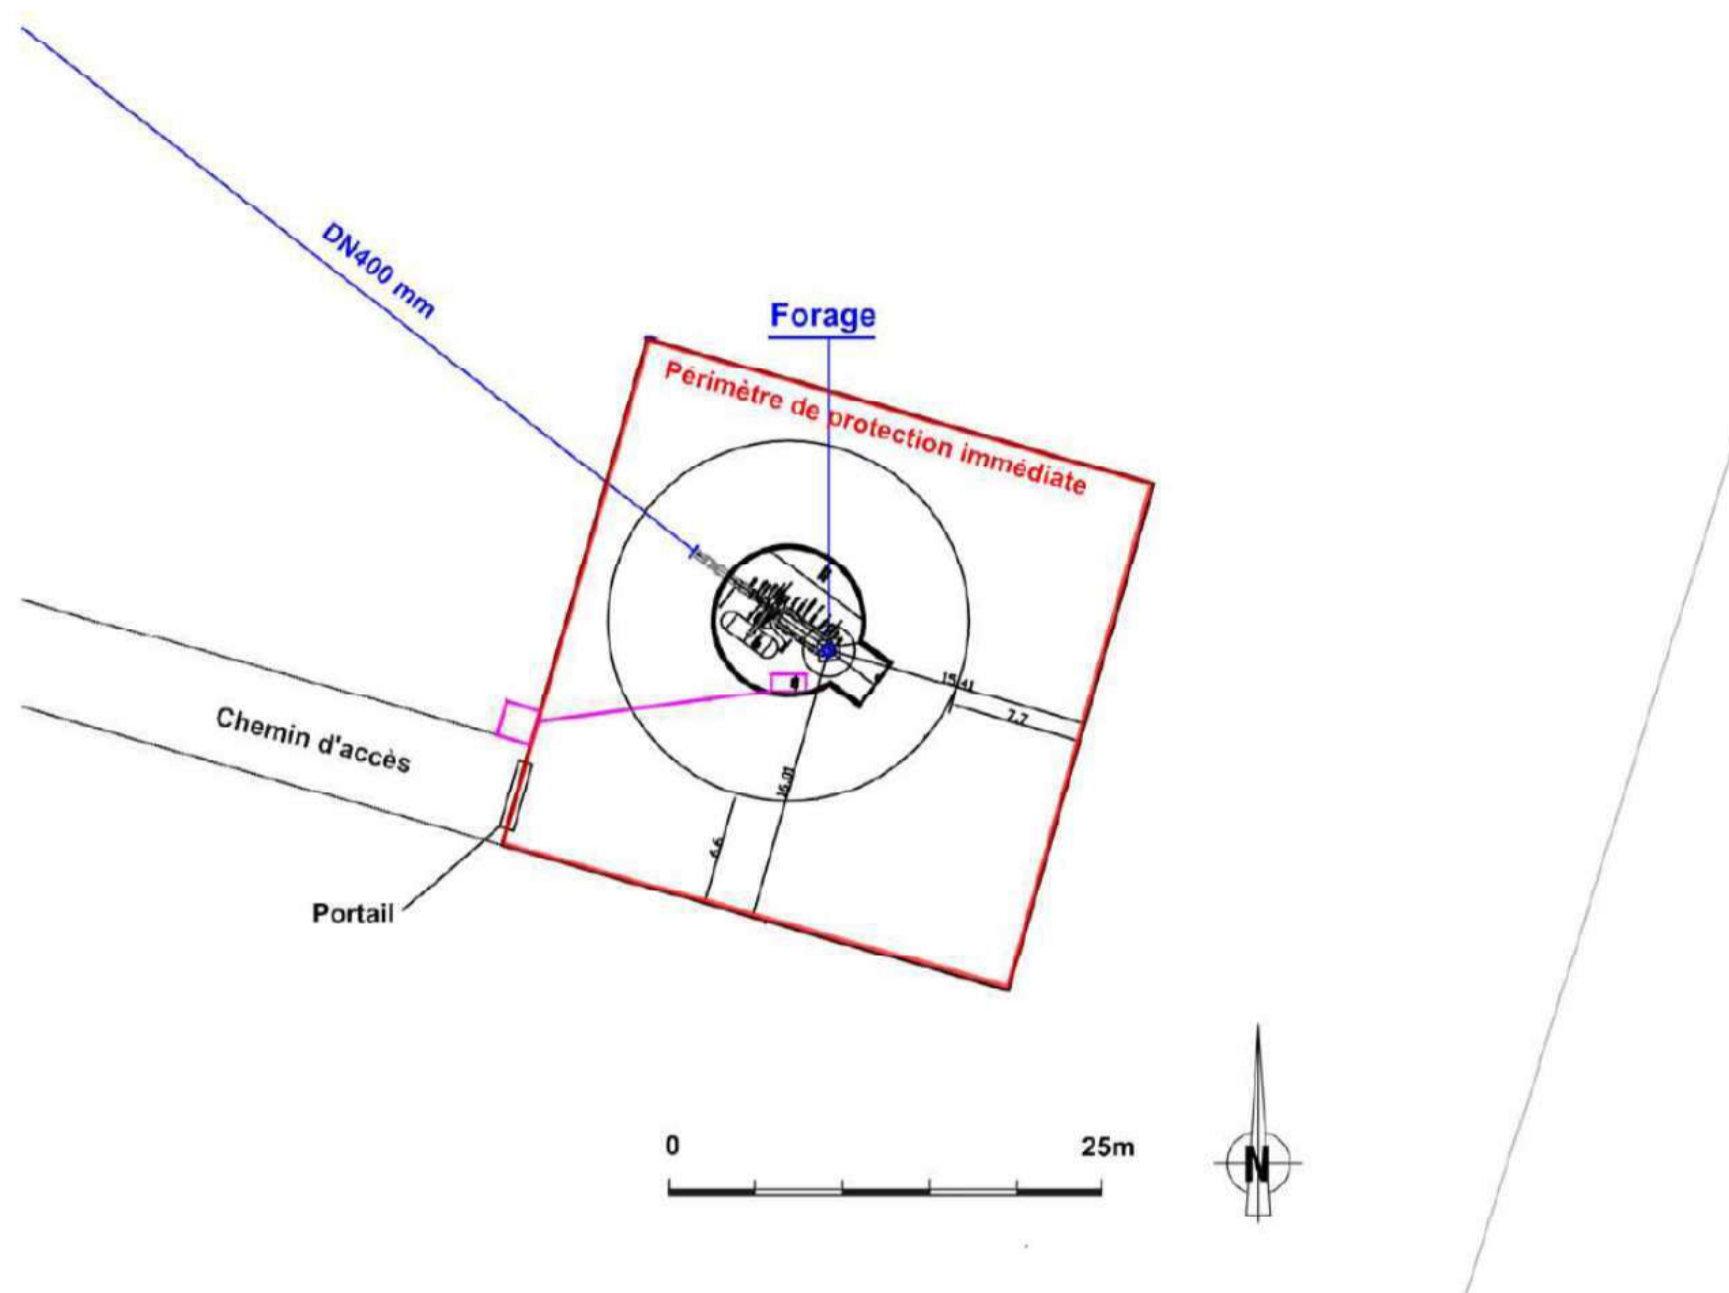 DN400 mm
Forage
Périmètre de protection immédiate
15.41
7.7
Chemin d'accès
16.01
6.6
Portail
0 25m
N